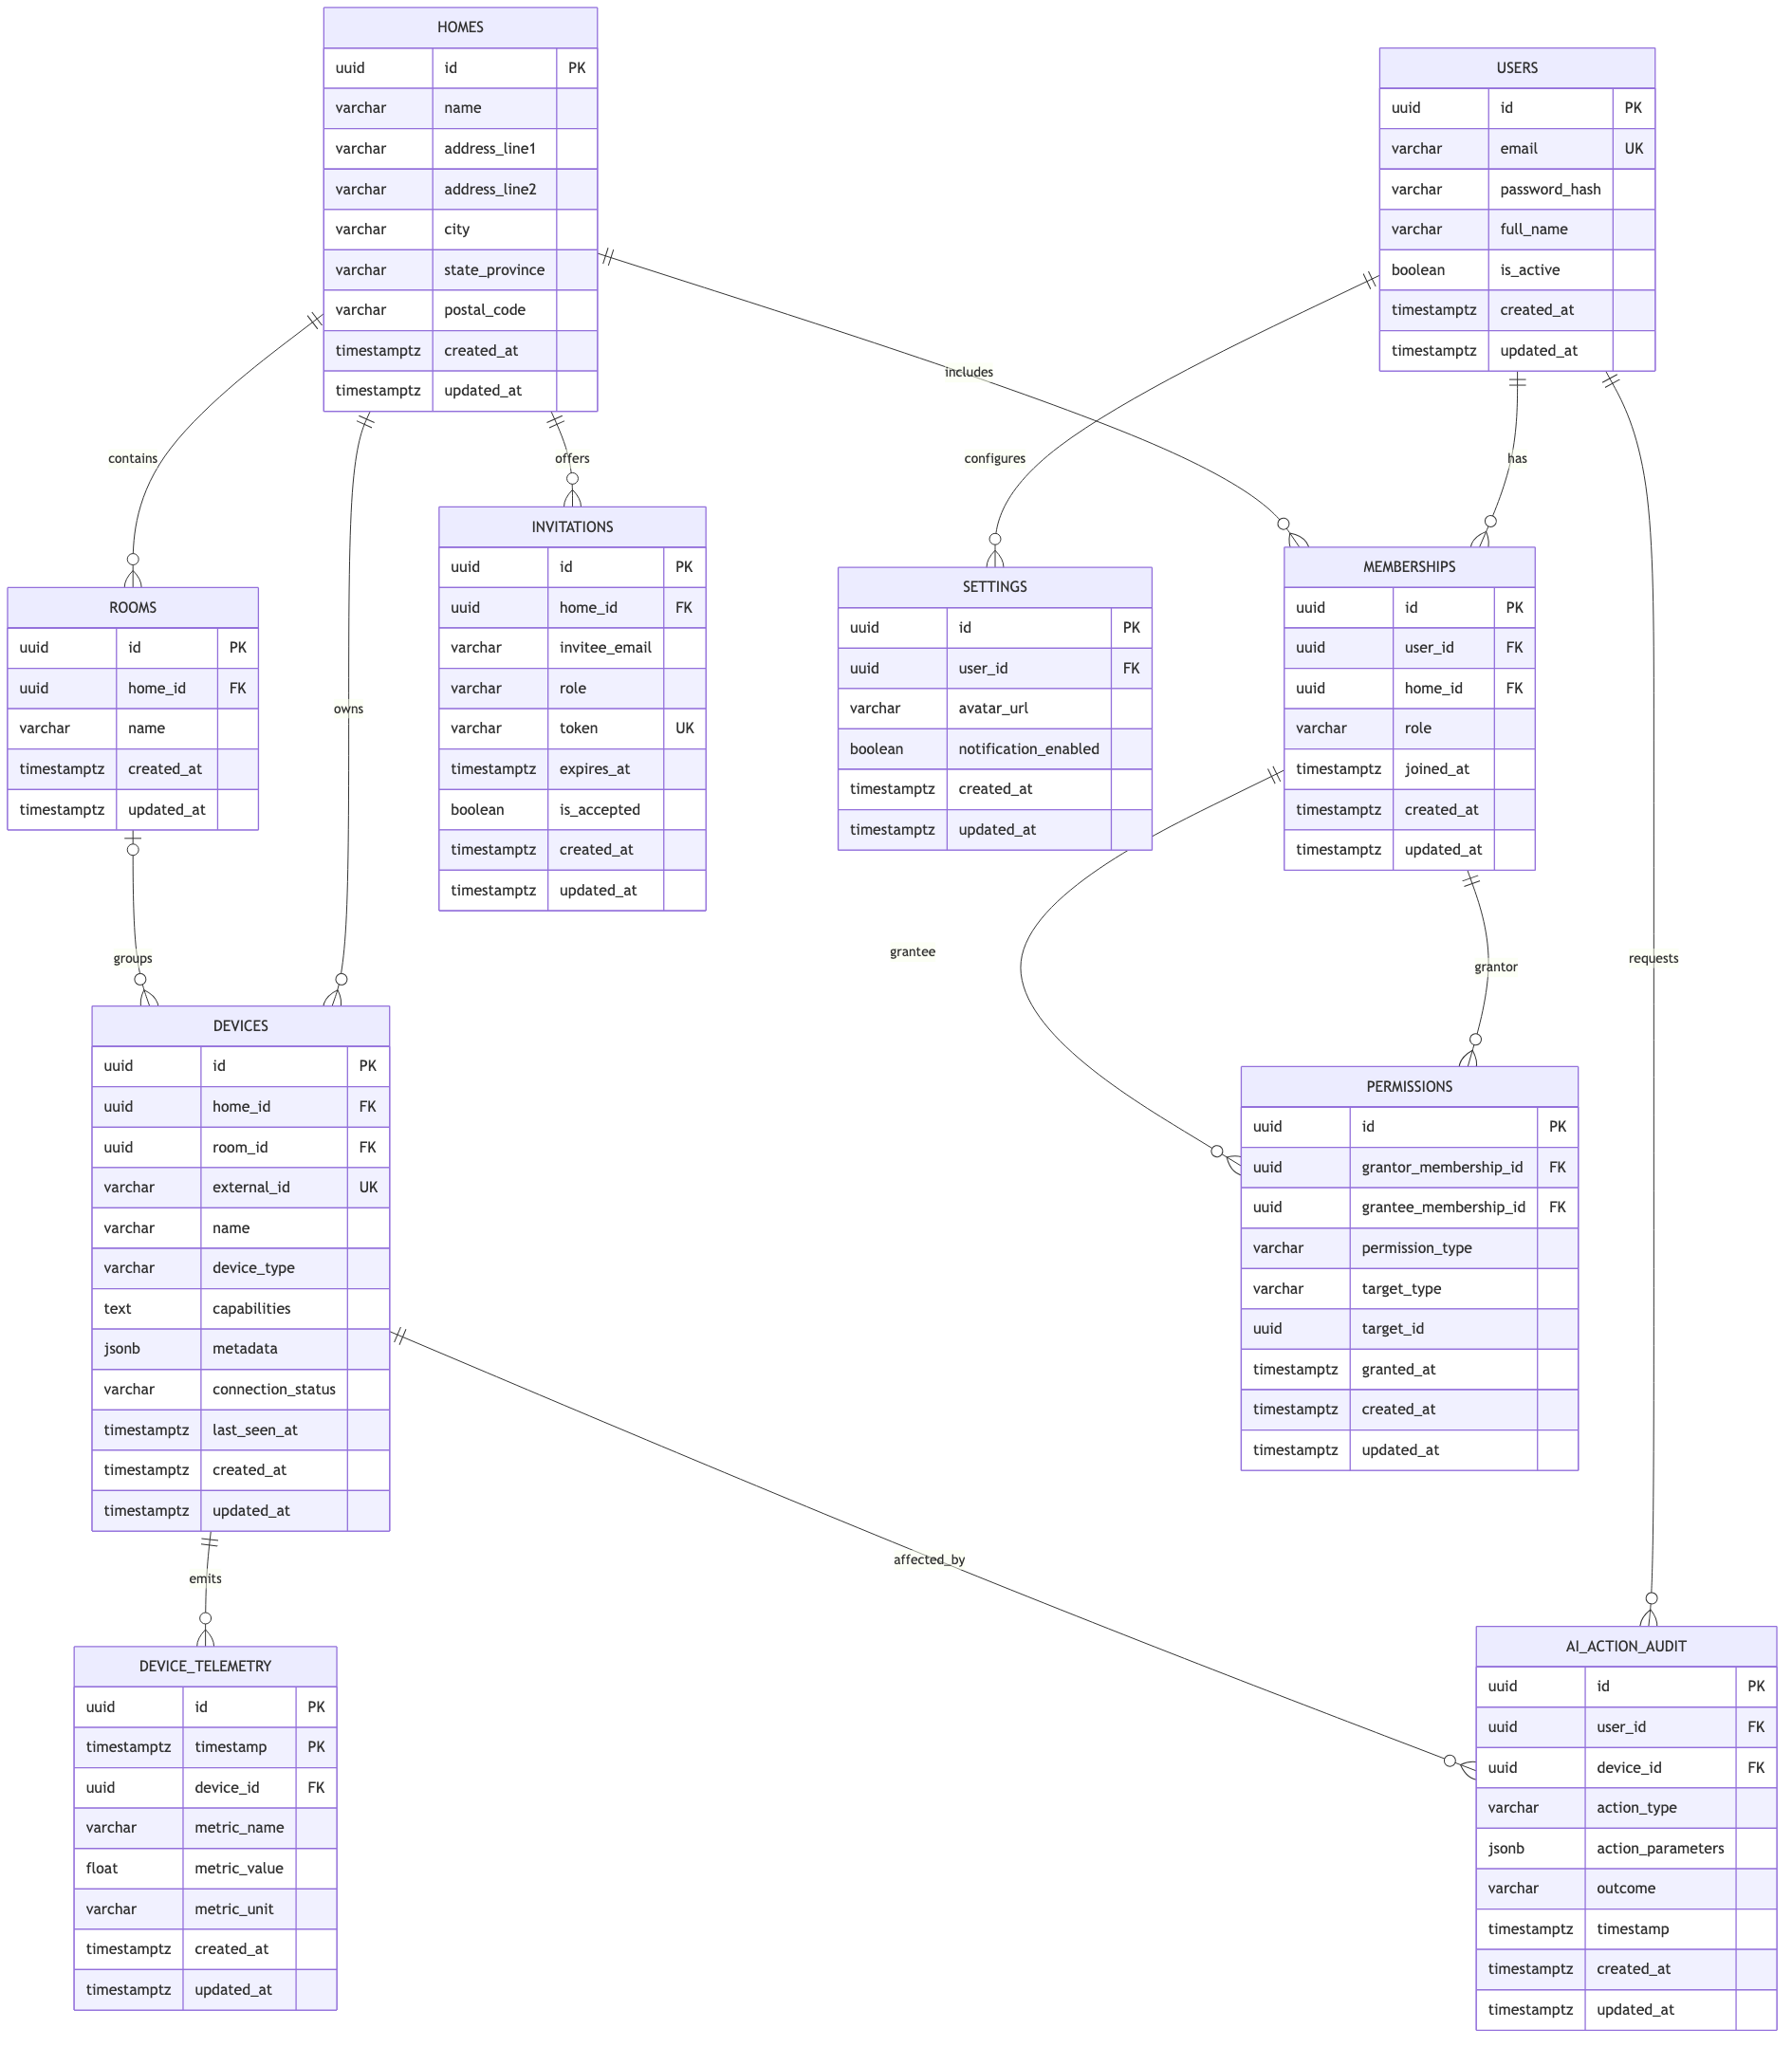 HOMES
uuid id PK
varchar name
varchar address_line1
varchar address_line2
varchar city
varchar state_province
varchar postal_code
timestamptz created_at
timestamptz updated_at
USERS
uuid id PK
varchar email UK
varchar password_hash
varchar full_name
boolean is_active
timestamptz created_at
timestamptz updated_at
includes
contains
offers
configures
has
owns
ROOMS
uuid id PK
uuid home_id FK
varchar name
timestamptz created_at
timestamptz updated_at
INVITATIONS
uuid id PK
uuid home_id FK
varchar invitee_email
varchar role
varchar token UK
timestamptz expires_at
boolean is_accepted
timestamptz created_at
timestamptz updated_at
SETTINGS
uuid id PK
uuid user_id FK
varchar avatar_url
boolean notification_enabled
timestamptz created_at
timestamptz updated_at
MEMBERSHIPS
uuid id PK
uuid user_id FK
uuid home_id FK
varchar role
timestamptz joined_at
timestamptz created_at
timestamptz updated_at
groups
grantee
grantor
requests
DEVICES
uuid id PK
uuid home_id FK
uuid room_id FK
varchar external_id UK
varchar name
varchar device_type
text capabilities
jsonb metadata
varchar connection_status
timestamptz last_seen_at
timestamptz created_at
timestamptz updated_at
PERMISSIONS
uuid id PK
uuid grantor_membership_id FK
uuid grantee_membership_id FK
varchar permission_type
varchar target_type
uuid target_id
timestamptz granted_at
timestamptz created_at
timestamptz updated_at
emits
affected_by
DEVICE_TELEMETRY
uuid id PK
timestamptz timestamp PK
uuid device_id FK
varchar metric_name
float metric_value
varchar metric_unit
timestamptz created_at
timestamptz updated_at
AI_ACTION_AUDIT
uuid id PK
uuid user_id FK
uuid device_id FK
varchar action_type
jsonb action_parameters
varchar outcome
timestamptz timestamp
timestamptz created_at
timestamptz updated_at